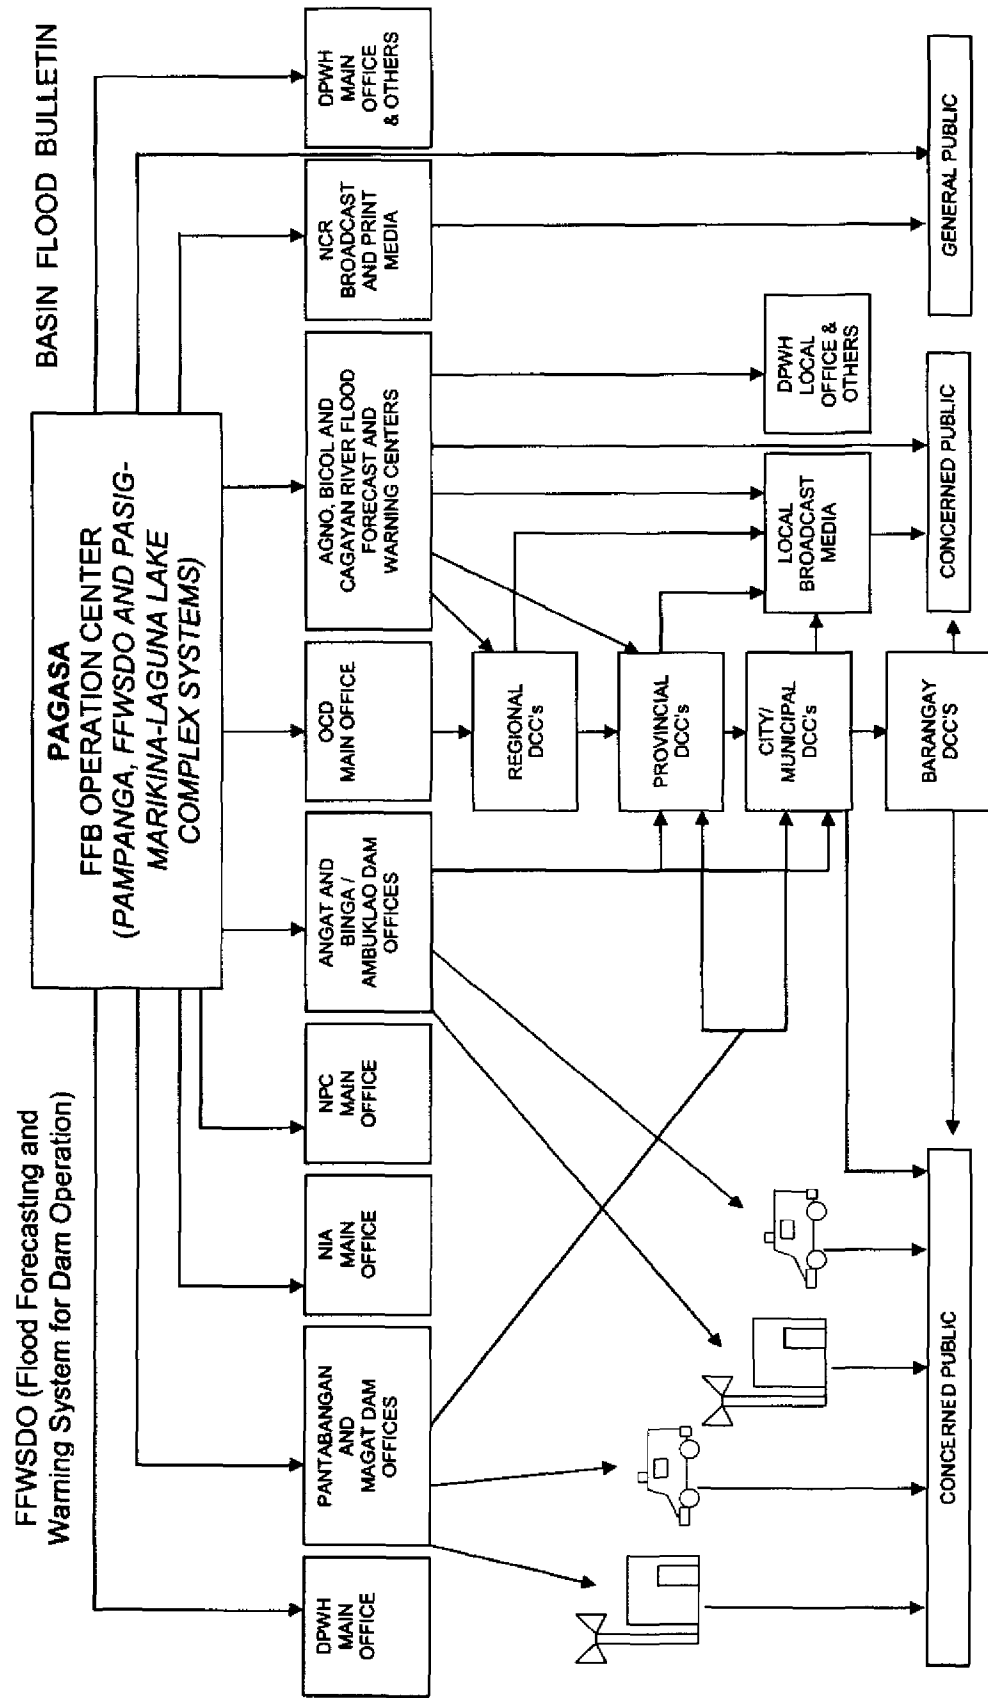 FFWSDO (Flood Forecasting and
Warning System for Dam Operation)
PAGASA
FFB OPERATION CENTER
(PAMPANGA, FFWSDO AND PASIG-
MARIKINA-LAGUNA LAKE
COMPLEX SYSTEMS)
BASIN FLOOD BULLETIN
DPWH
MAIN
OFFICE
PANTABANGAN
AND
MAGAT DAM
OFFICES
NIA
MAIN
OFFICE
NPC
MAIN
OFFICE
ANGAT AND
BINGA /
AMBUKLAO DAM
OFFICES
OCD
MAIN OFFICE
AGNO, BICOL AND
CAGAYAN RIVER FLOOD
FORECAST AND
WARNING CENTERS
NCR
BROADCAST
AND PRINT
MEDIA
DPWH
MAIN
OFFICE
& OTHERS
REGIONAL
DCC's
PROVINCIAL
DCC's
CITY/
MUNICIPAL
DCC's
LOCAL
BROADCAST
MEDIA
DPWH
LOCAL
OFFICE &
OTHERS
BARANGAY
DCC'S
CONCERNED PUBLIC
CONCERNED PUBLIC
GENERAL PUBLIC